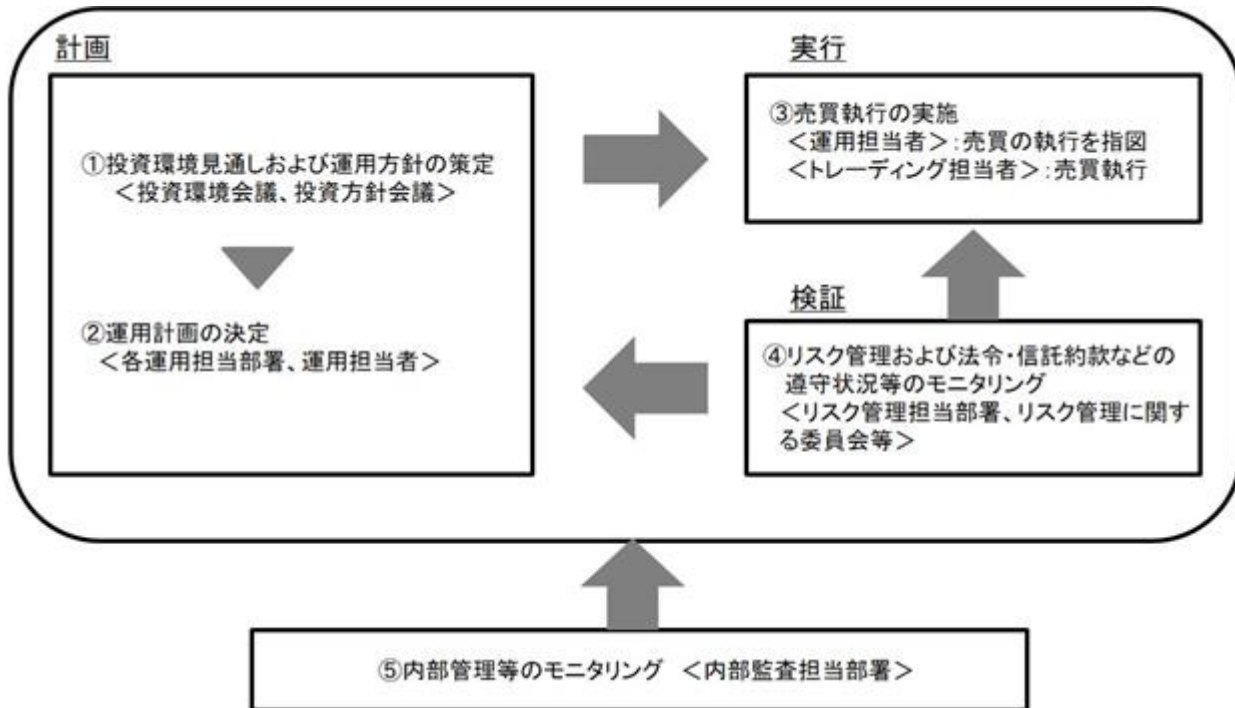 計画
①投資環境見通しおよび運用方針の策定
＜投資環境会議、投資方針会議＞
②運用計画の決定
＜各運用担当部署、運用担当者＞
実行
③売買執行の実施
＜運用担当者＞:売買の執行を指図
＜トレーディング担当者＞:売買執行
検証
④リスク管理および法令・信託約款などの
遵守状況等のモニタリング
＜リスク管理担当部署、リスク管理に関す
る委員会等＞
⑤内部管理等のモニタリング ＜内部監査担当部署＞